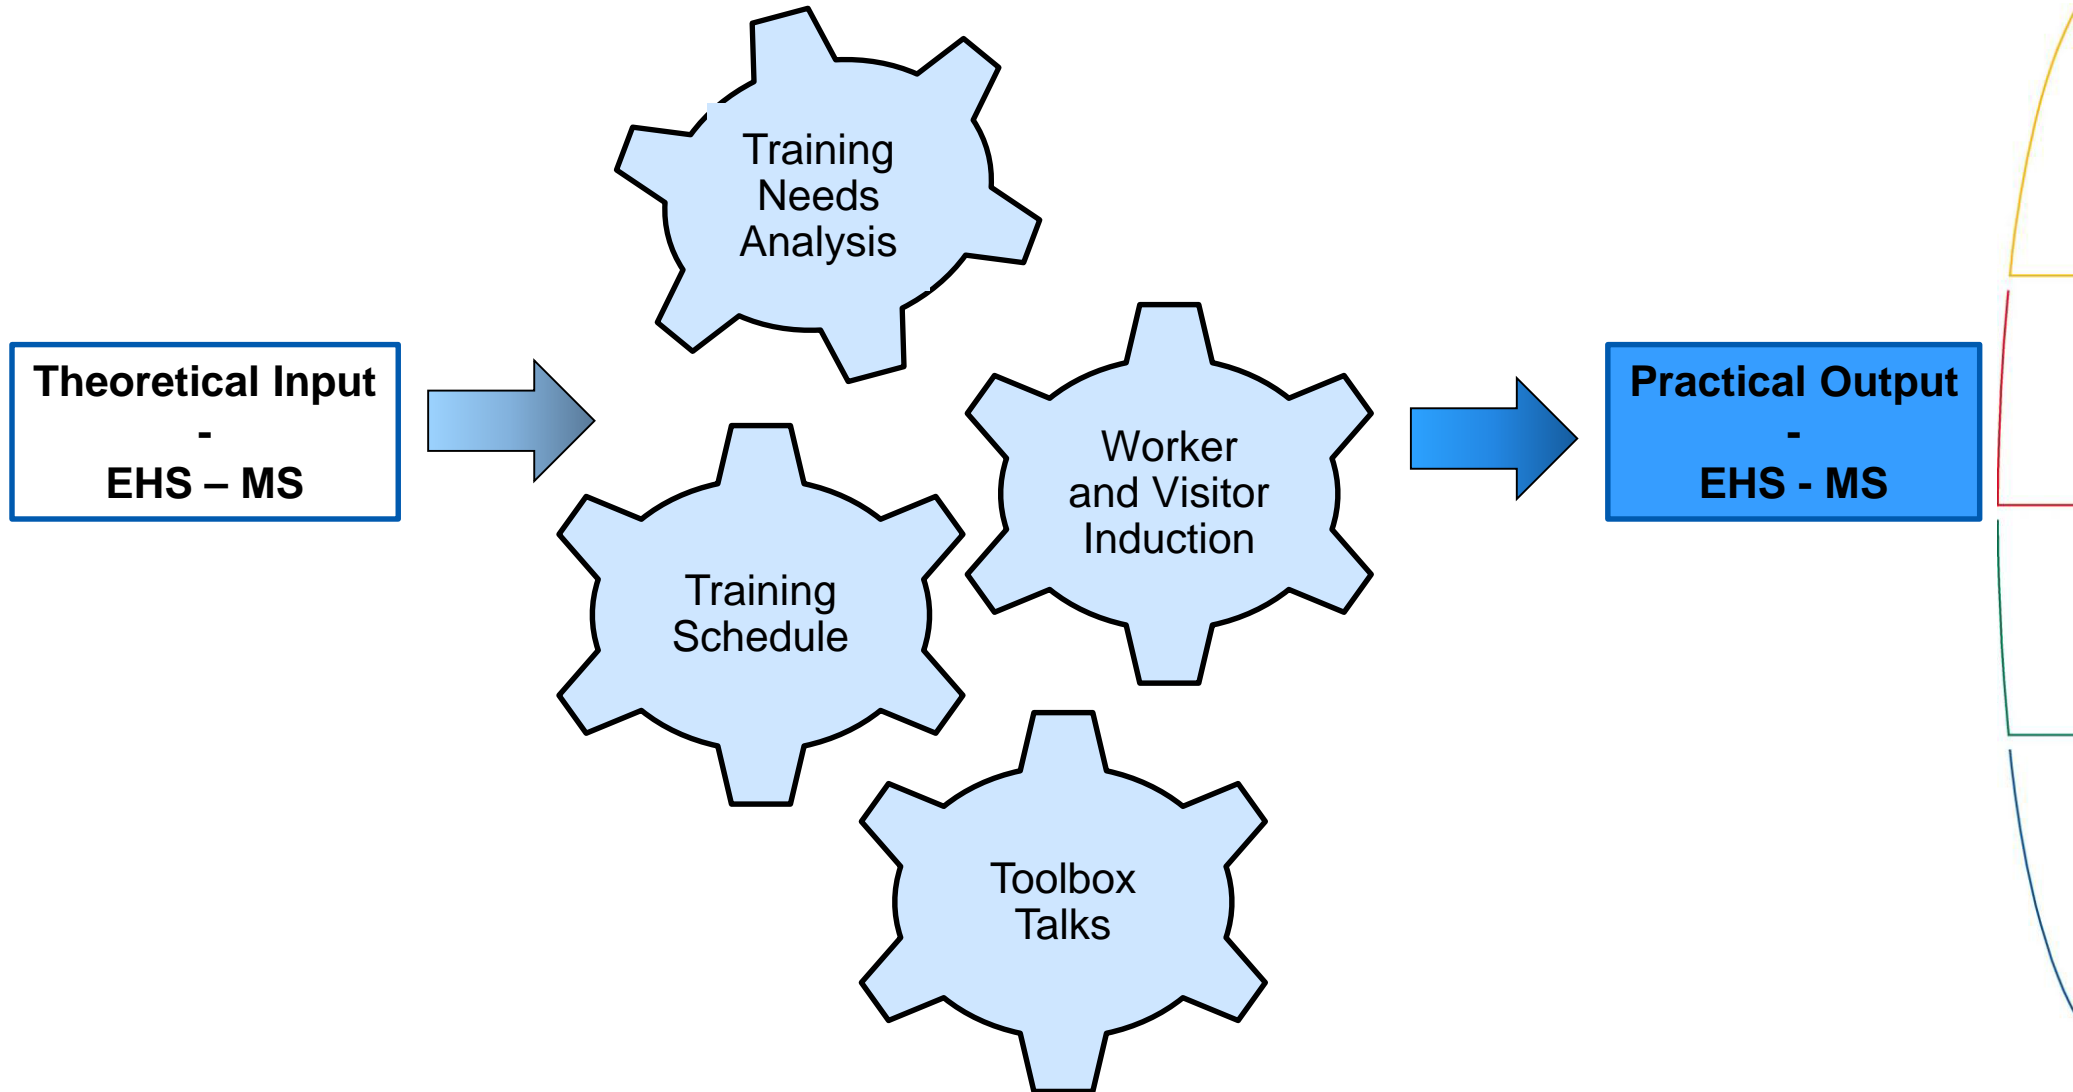 Training
Needs
Analysis
Theoretical Input
-
EHS – MS
Worker
and Visitor
Induction
Practical Output
-
EHS - MS
Training
Schedule
Toolbox
Talks